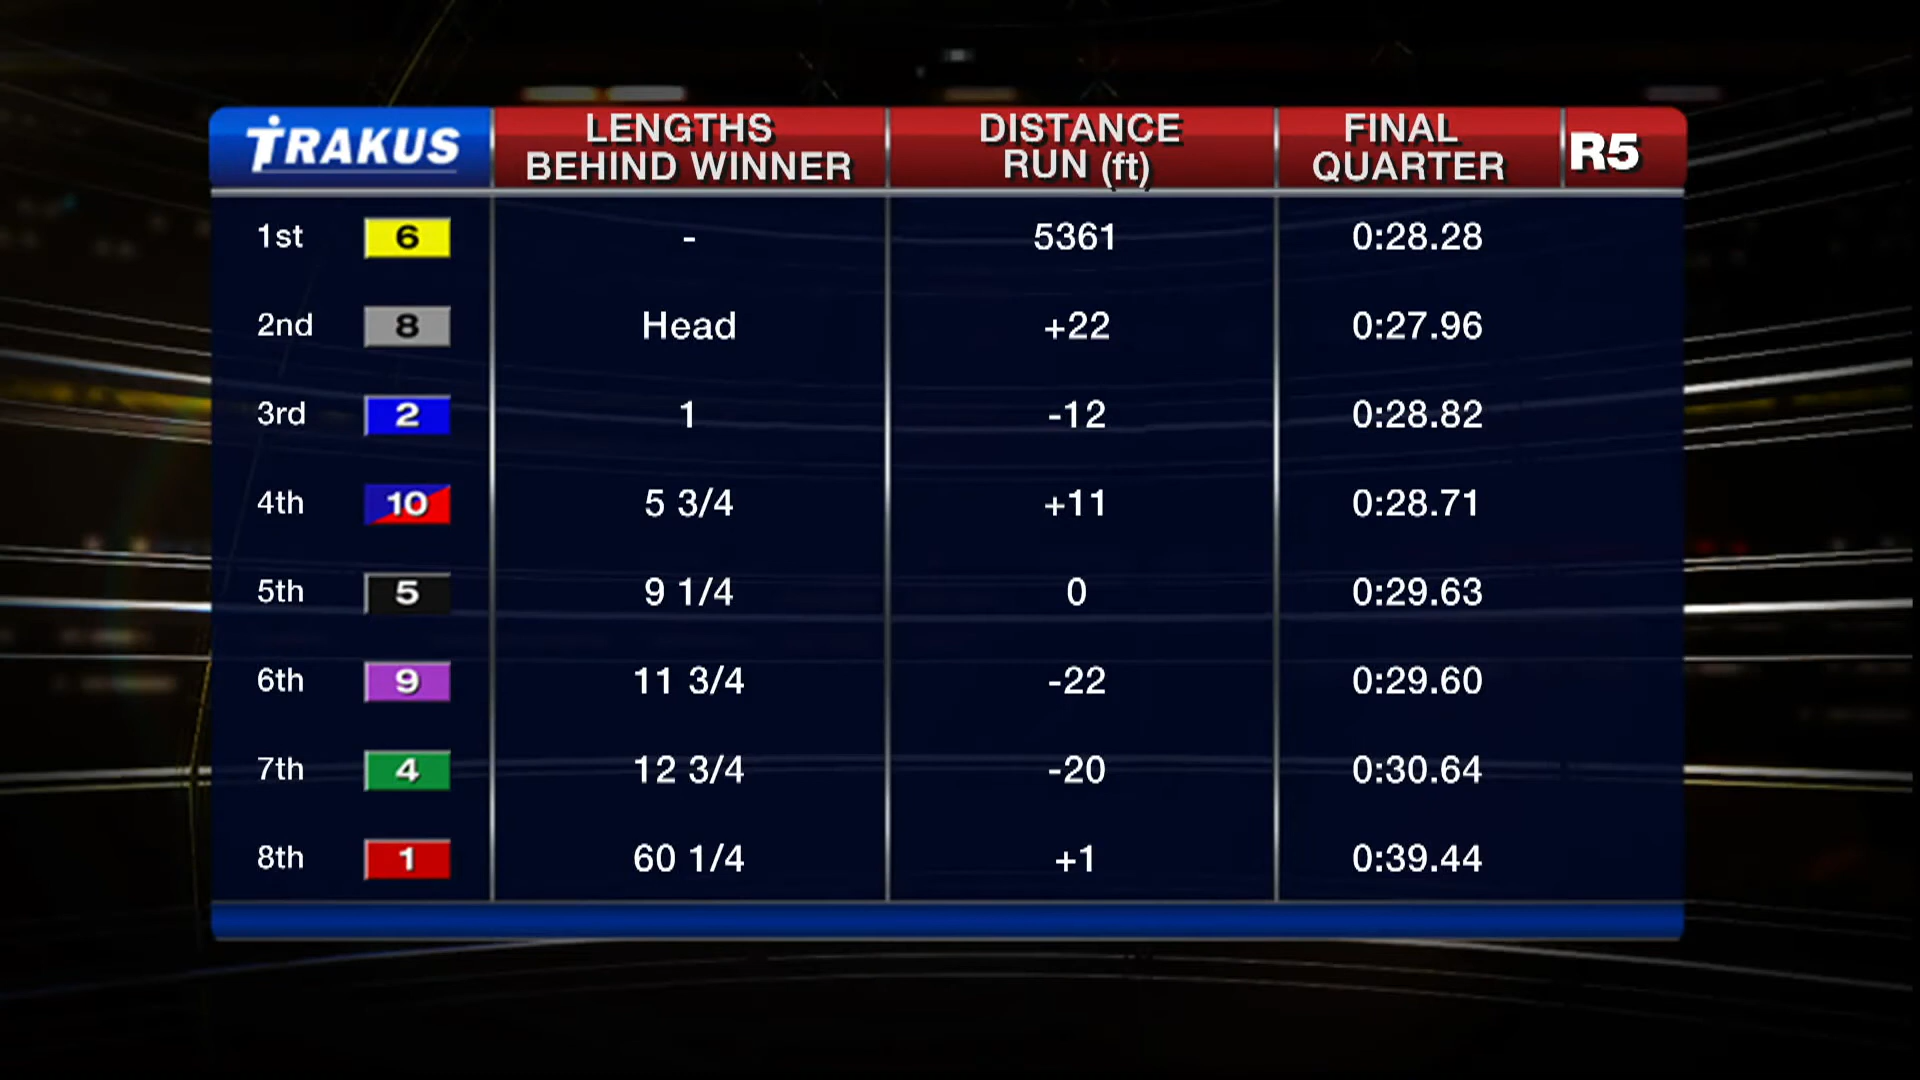 TRAKUS LENGTHS BEHIND WINNER DISTANCE RUN (ft) FINAL QUARTER R5
1st 6 - 5361 0:28.28
2nd 8 Head +22 0:27.96
3rd 2 1 -12 0:28.82
4th 10 5 3/4 +11 0:28.71
5th 5 9 1/4 0 0:29.63
6th 9 11 3/4 -22 0:29.60
7th 4 12 3/4 -20 0:30.64
8th 1 60 1/4 +1 0:39.44